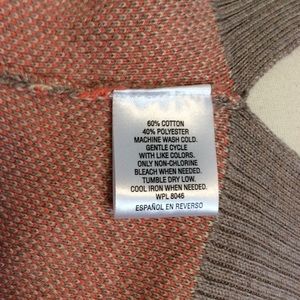 60% COTTON
40% POLYESTER
MACHINE WASH COLD.
GENTLE CYCLE
WITH LIKE COLORS.
ONLY NON-CHLORINE
BLEACH WHEN NEEDED.
TUMBLE DRY LOW.
COOL IRON WHEN NEEDED.
WPL 8046
ESPAÑOL EN REVERSO